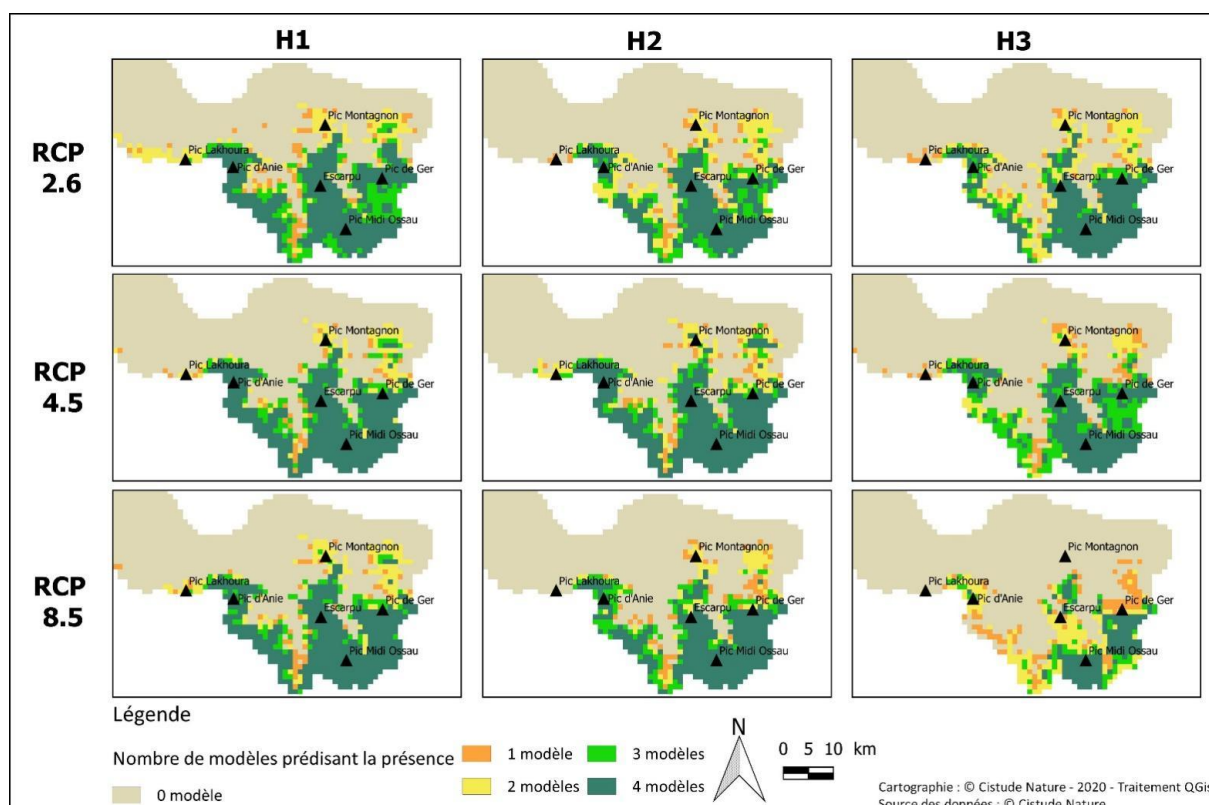 H1 H2 H3
RCP 2.6
Pic Montagnon
Pic Lakhoura
Pic d'Anie
Pic de Ger
Escarpu
Pic Midi Ossau
Pic Montagnon
Pic Lakhoura
Pic d'Anie
Pic de Ger
Escarpu
Pic Midi Ossau
Pic Montagnon
Pic Lakhoura
Pic d'Anie
Pic de Ger
Escarpu
Pic Midi Ossau
RCP 4.5
Pic Montagnon
Pic Lakhoura
Pic d'Anie
Pic de Ger
Escarpu
Pic Midi Ossau
Pic Montagnon
Pic Lakhoura
Pic d'Anie
Pic de Ger
Escarpu
Pic Midi Ossau
Pic Montagnon
Pic Lakhoura
Pic d'Anie
Pic de Ger
Escarpu
Pic Midi Ossau
RCP 8.5
Pic Montagnon
Pic Lakhoura
Pic d'Anie
Pic de Ger
Escarpu
Pic Midi Ossau
Pic Montagnon
Pic Lakhoura
Pic d'Anie
Pic de Ger
Escarpu
Pic Midi Ossau
Pic Montagnon
Pic Lakhoura
Pic d'Anie
Pic de Ger
Escarpu
Pic Midi Ossau
Légende
Nombre de modèles prédisant la présence
0 modèle
1 modèle
2 modèles
3 modèles
4 modèles
N
0 5 10 km
Cartographie : © Cistude Nature - 2020 - Traitement QGis
Source des données : © Cistude Nature